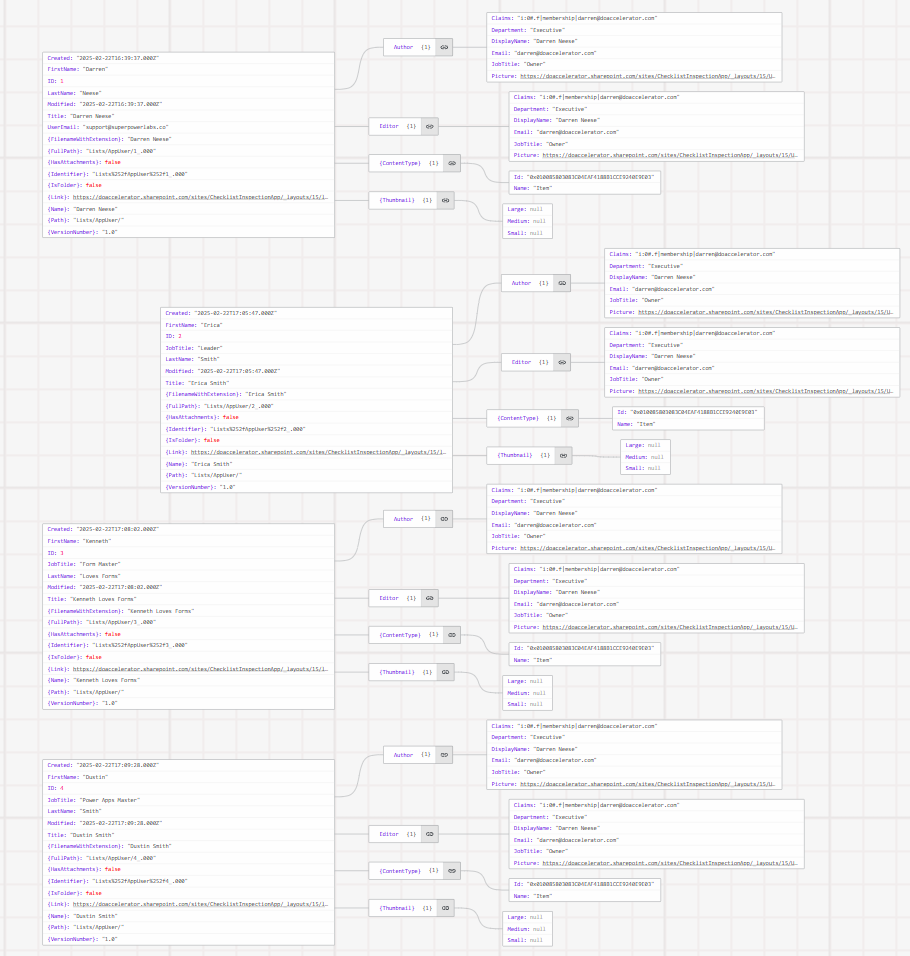 Created: "2025-02-22T16:39:37.000Z"
FirstName: "Darren"
ID: 1
LastName: "Neese"
Modified: "2025-02-22T16:39:37.000Z"
Title: "Darren Neese"
UserEmail: "support@superpowerlabs.co"
{FilenameWithExtension}: "Darren Neese"
{FullPath}: "Lists/AppUser/1_.000"
{HasAttachments}: false
{Identifier}: "Lists%252fAppUser%252f1_.000"
{IsFolder}: false
{Link}: https://doaccelerator.sharepoint.com/sites/ChecklistInspectionApp/_layouts/15/l…
{Name}: "Darren Neese"
{Path}: "Lists/AppUser/"
{VersionNumber}: "1.0"
Author {1}
Claims: "i:0#.f|membership|darren@doaccelerator.com"
Department: "Executive"
DisplayName: "Darren Neese"
Email: "darren@doaccelerator.com"
JobTitle: "Owner"
Picture: https://doaccelerator.sharepoint.com/sites/ChecklistInspectionApp/_layouts/15/U…
Editor {1}
Claims: "i:0#.f|membership|darren@doaccelerator.com"
Department: "Executive"
DisplayName: "Darren Neese"
Email: "darren@doaccelerator.com"
JobTitle: "Owner"
Picture: https://doaccelerator.sharepoint.com/sites/ChecklistInspectionApp/_layouts/15/U…
{ContentType} {1}
Id:
Name: "Item"
{Thumbnail} {1}
Large: null
Medium: null
Small: null
Created: "2025-02-22T17:05:47.000Z"
FirstName: "Erica"
ID: 2
JobTitle: "Leader"
LastName: "Smith"
Modified: "2025-02-22T17:05:47.000Z"
Title: "Erica Smith"
{FilenameWithExtension}: "Erica Smith"
{FullPath}: "Lists/AppUser/2_.000"
{HasAttachments}: false
{Identifier}: "Lists%252fAppUser%252f2_.000"
{IsFolder}: false
{Link}: https://doaccelerator.sharepoint.com/sites/ChecklistInspectionApp/_layouts/15/l…
{Name}: "Erica Smith"
{Path}: "Lists/AppUser/"
{VersionNumber}: "1.0"
Author {1}
Claims: "i:0#.f|membership|darren@doaccelerator.com"
Department: "Executive"
DisplayName: "Darren Neese"
Email: "darren@doaccelerator.com"
JobTitle: "Owner"
Picture: https://doaccelerator.sharepoint.com/sites/ChecklistInspectionApp/_layouts/15/U…
Editor {1}
Claims: "i:0#.f|membership|darren@doaccelerator.com"
Department: "Executive"
DisplayName: "Darren Neese"
Email: "darren@doaccelerator.com"
JobTitle: "Owner"
Picture: https://doaccelerator.sharepoint.com/sites/ChecklistInspectionApp/_layouts/15/U…
{ContentType} {1}
Id:
Name: "Item"
{Thumbnail} {1}
Large: null
Medium: null
Small: null
Created: "2025-02-22T17:08:02.000Z"
FirstName: "Kenneth"
ID: 3
JobTitle: "Form Master"
LastName: "Loves Forms"
Modified: "2025-02-22T17:08:02.000Z"
Title: "Kenneth Loves Forms"
{FilenameWithExtension}: "Kenneth Loves Forms"
{FullPath}: "Lists/AppUser/3_.000"
{HasAttachments}: false
{Identifier}: "Lists%252fAppUser%252f3_.000"
{IsFolder}: false
{Link}: https://doaccelerator.sharepoint.com/sites/ChecklistInspectionApp/_layouts/15/l…
{Name}: "Kenneth Loves Forms"
{Path}: "Lists/AppUser/"
{VersionNumber}: "1.0"
Author {1}
Claims: "i:0#.f|membership|darren@doaccelerator.com"
Department: "Executive"
DisplayName: "Darren Neese"
Email: "darren@doaccelerator.com"
JobTitle: "Owner"
Picture: https://doaccelerator.sharepoint.com/sites/ChecklistInspectionApp/_layouts/15/U…
Editor {1}
Claims: "i:0#.f|membership|darren@doaccelerator.com"
Department: "Executive"
DisplayName: "Darren Neese"
Email: "darren@doaccelerator.com"
JobTitle: "Owner"
Picture: https://doaccelerator.sharepoint.com/sites/ChecklistInspectionApp/_layouts/15/U…
{ContentType} {1}
Id:
Name: "Item"
{Thumbnail} {1}
Large: null
Medium: null
Small: null
Created: "2025-02-22T17:09:28.000Z"
FirstName: "Dustin"
ID: 4
JobTitle: "Power Apps Master"
LastName: "Smith"
Modified: "2025-02-22T17:09:28.000Z"
Title: "Dustin Smith"
{FilenameWithExtension}: "Dustin Smith"
{FullPath}: "Lists/AppUser/4_.000"
{HasAttachments}: false
{Identifier}: "Lists%252fAppUser%252f4_.000"
{IsFolder}: false
{Link}: https://doaccelerator.sharepoint.com/sites/ChecklistInspectionApp/_layouts/15/l…
{Name}: "Dustin Smith"
{Path}: "Lists/AppUser/"
{VersionNumber}: "1.0"
Author {1}
Claims: "i:0#.f|membership|darren@doaccelerator.com"
Department: "Executive"
DisplayName: "Darren Neese"
Email: "darren@doaccelerator.com"
JobTitle: "Owner"
Picture: https://doaccelerator.sharepoint.com/sites/ChecklistInspectionApp/_layouts/15/U…
Editor {1}
Claims: "i:0#.f|membership|darren@doaccelerator.com"
Department: "Executive"
DisplayName: "Darren Neese"
Email: "darren@doaccelerator.com"
JobTitle: "Owner"
Picture: https://doaccelerator.sharepoint.com/sites/ChecklistInspectionApp/_layouts/15/U…
{ContentType} {1}
Id:
Name: "Item"
{Thumbnail} {1}
Large: null
Medium: null
Small: null